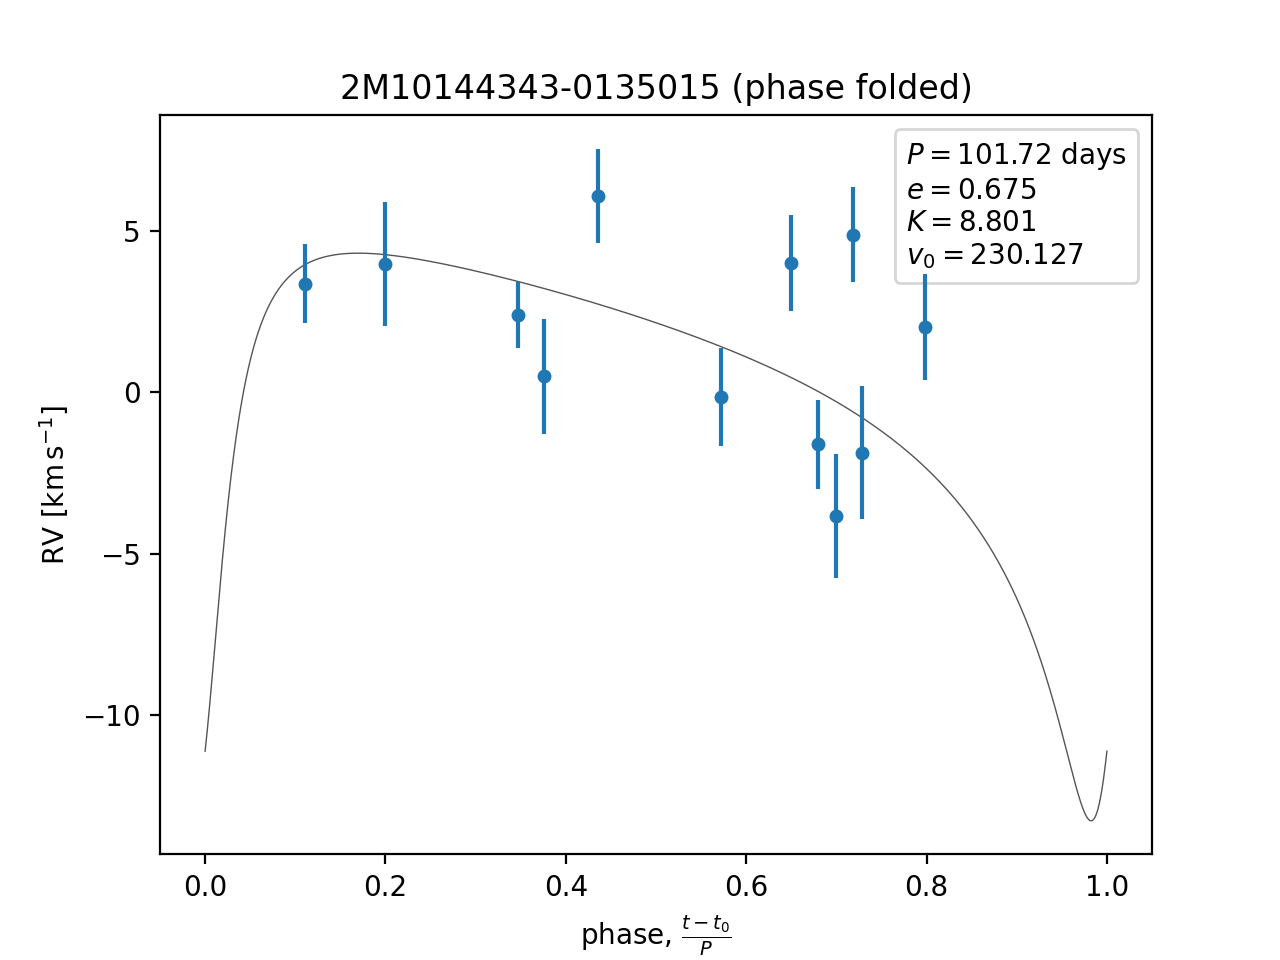 2M10144343-0135015 (phase folded)
P = 101.72 days
e = 0.675
K = 8.801
v₀ = 230.127
5
0
−5
−10
RV [km s⁻¹]
0.0 0.2 0.4 0.6 0.8 1.0
phase, (t − t₀)/P